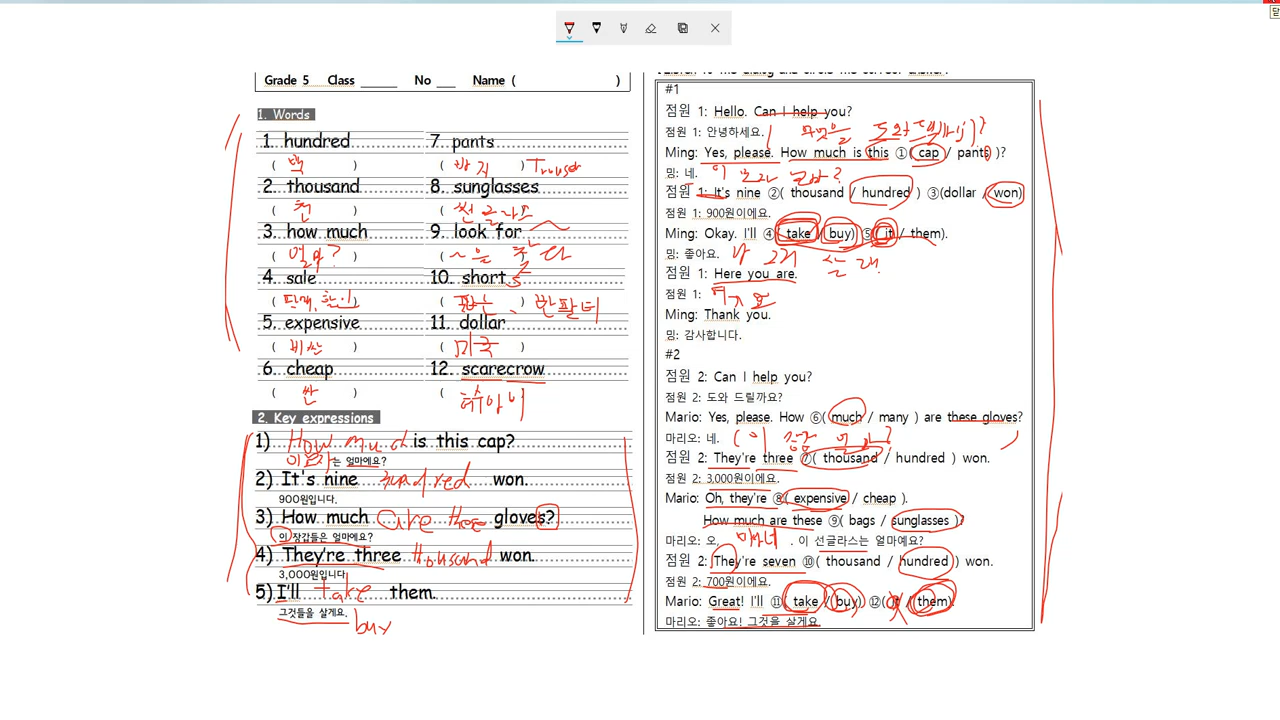 Grade 5 Class ______ No ___ Name ( )
1. Words
1. hundred
( 백 )
2. thousand
( 천 )
3. how much
( 얼마? )
4. sale
( 판매, 할인 )
5. expensive
( 비싼 )
6. cheap
( 싼 )
7. pants
( 바지 ) Trouser
8. sunglasses
( 썬글라스 )
9. look for ~
( ~을 찾다 )
10. shorts
( 짧은, 반팔티
11. dollar
( 미국 )
12. scarecrow
( 허수아비
2. Key expressions
1) How much is this cap?
이 모자는 얼마예요?
2) It's nine hundred won.
900원입니다.
3) How much are these gloves?
이 장갑들은 얼마예요?
4) They're three thousand won.
3,000원입니다.
5) I'll take them.
그것들을 살게요.
buy
1. Listen to the dialog and circle the correct answer.
#1
점원 1: Hello. Can I help you?
점원 1: 안녕하세요. 무엇을 도와드릴까요?
Ming: Yes, please. How much is this ①( cap / pants )?
밍: 네. 이 모자 얼마?
점원 1: It's nine ②( thousand / hundred ) ③(dollar / won)
점원 1: 900원이에요.
Ming: Okay. I'll ④( take / buy) ⑤( it / them).
밍: 좋아요. 나 그거 살래.
점원 1: Here you are.
점원 1: 여기요
Ming: Thank you.
밍: 감사합니다.
#2
점원 2: Can I help you?
점원 2: 도와 드릴까요?
Mario: Yes, please. How ⑥( much / many ) are these gloves?
마리오: 네. ( 이 장갑 얼마?
점원 2: They're three ⑦( thousand / hundred ) won.
점원 2: 3,000원이에요.
Mario: Oh, they're ⑧( expensive / cheap ).
How much are these ⑨( bags / sunglasses )?
마리오: 오, . 이 선글라스는 얼마예요?
점원 2: They're seven ⑩( thousand / hundred ) won.
점원 2: 700원이에요.
Mario: Great! I'll ⑪( take / buy) ⑫( it / them).
마리오: 좋아요! 그것을 살게요.